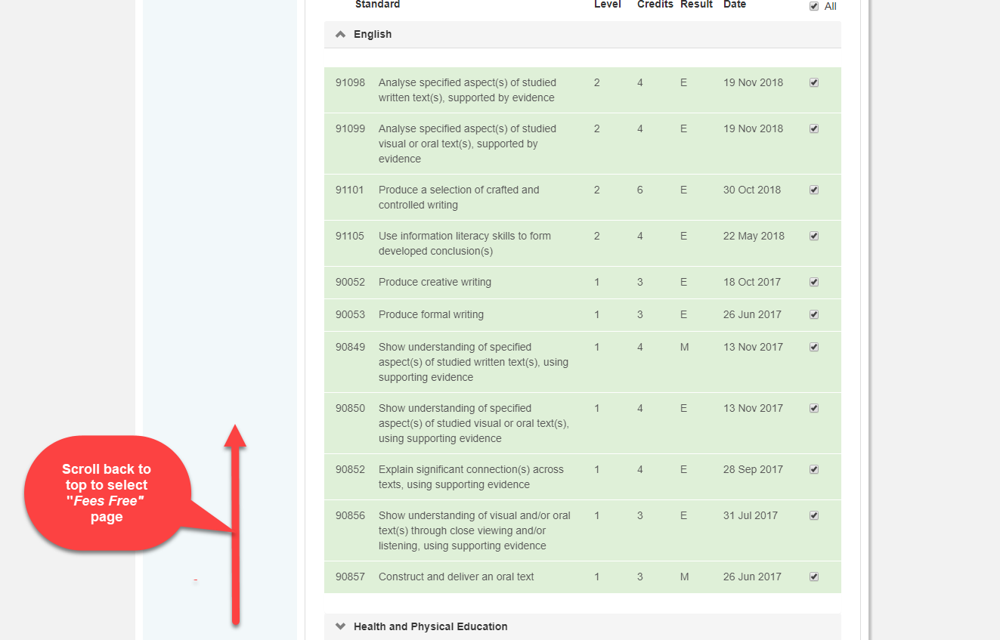 Standard Level Credits Result Date All
English
91098 Analyse specified aspect(s) of studied 2 4 E 19 Nov 2018
written text(s), supported by evidence
91099 Analyse specified aspect(s) of studied 2 4 E 19 Nov 2018
visual or oral text(s), supported by
evidence
91101 Produce a selection of crafted and 2 6 E 30 Oct 2018
controlled writing
91105 Use information literacy skills to form 2 4 E 22 May 2018
developed conclusion(s)
90052 Produce creative writing 1 3 E 18 Oct 2017
90053 Produce formal writing 1 3 E 26 Jun 2017
90849 Show understanding of specified 1 4 M 13 Nov 2017
aspect(s) of studied written text(s), using
supporting evidence
90850 Show understanding of specified 1 4 E 13 Nov 2017
aspect(s) of studied visual or oral text(s),
using supporting evidence
90852 Explain significant connection(s) across 1 4 E 28 Sep 2017
texts, using supporting evidence
90856 Show understanding of visual and/or oral 1 3 E 31 Jul 2017
text(s) through close viewing and/or
listening, using supporting evidence
90857 Construct and deliver an oral text 1 3 M 26 Jun 2017
Health and Physical Education
Scroll back to
top to select
"Fees Free"
page